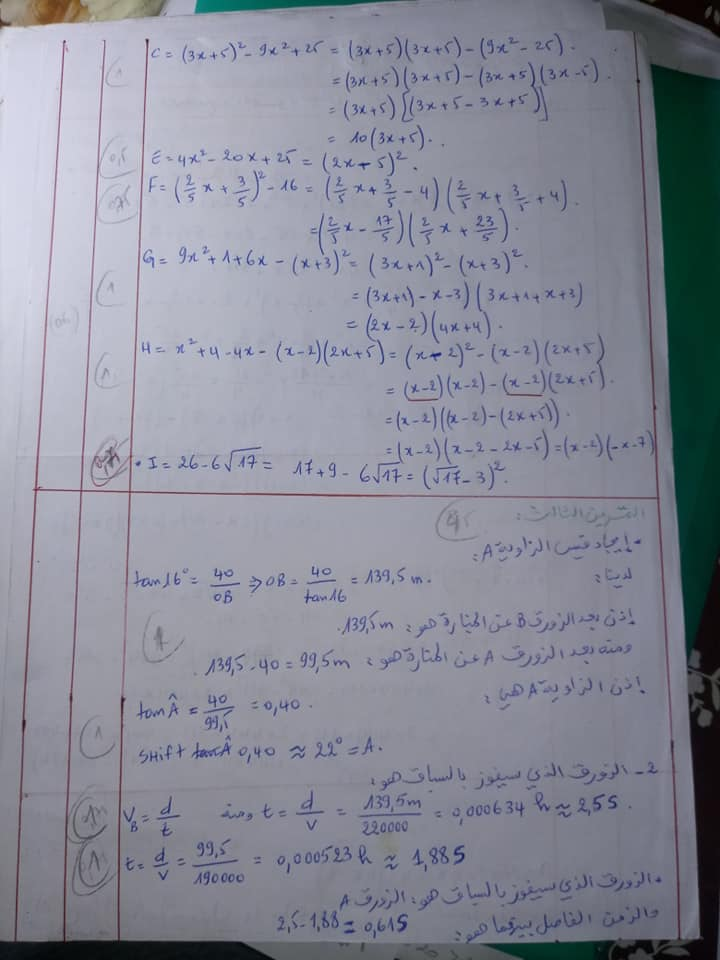 C = (3x+5)² - 9x² + 25 = (3x+5)(3x+5) - (9x² - 25).
= (3x+5)(3x+5) - (3x+5)(3x-5).
= (3x+5)[(3x+5-3x+5)]
= 10(3x+5).
E = 4x² - 20x + 25 = (2x-5)².
F = (2/5 x + 3/5)² - 16 = (2/5 x + 3/5 - 4)(2/5 x + 3/5 + 4).
= (2/5 x - 17/5)(2/5 x + 23/5).
G = 9x² + 1 + 6x - (x+3)² = (3x+1)² - (x+3)².
= (3x+1) - x-3)(3x+1+x+3)
= (2x-2)(4x+4).
H = x² + 4 - 4x - (x-2)(2x+5) = (x-2)² - (x-2)(2x+5)
= (x-2)(x-2) - (x-2)(2x+5).
= (x-2)((x-2) - (2x+5)).
= (x-2)(x-2-2x-5) = (x-2)(-x-7)
• I = 26 - 6√17 = 17+9 - 6√17 = (√17 - 3)².
التمرين الثالث:
• إيجاد قيس الزاوية A:
لدينا:
tan16° = 40/OB ⇒ OB = 40/tan16 = 139,5 m.
إذن بعد الزورق B عن المنارة هو: 139,5m.
ومنه بعد الزورق A عن المنارة هو: 139,5 - 40 = 99,5m.
إذن الزاوية A هي:
tan Â = 40/99,5 = 0,40.
Shift tan 0,40 ≈ 22° = A.
2- الزورق الذي سيفوز بالسباق هو:
V_B = d/t ومنه t = d/V = 139,5m/220000 = 0,000634 h ≈ 2,5s.
t = d/V = 99,5/190000 = 0,000523 h ≈ 1,88s
• الزورق الذي سيفوز بالسباق هو: الزورق A
والزمن الفاصل بينهما هو: 2,5 - 1,88 = 0,61s